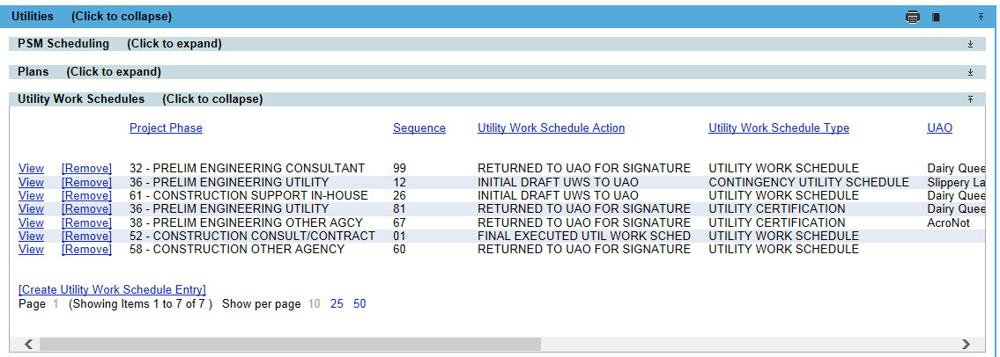 Utilities (Click to collapse)
PSM Scheduling (Click to expand)
Plans (Click to expand)
Utility Work Schedules (Click to collapse)
Project Phase Sequence Utility Work Schedule Action Utility Work Schedule Type UAO
View [Remove] 32 - PRELIM ENGINEERING CONSULTANT 99 RETURNED TO UAO FOR SIGNATURE UTILITY WORK SCHEDULE Dairy Quee
View [Remove] 36 - PRELIM ENGINEERING UTILITY 12 INITIAL DRAFT UWS TO UAO CONTINGENCY UTILITY SCHEDULE Slippery La
View [Remove] 61 - CONSTRUCTION SUPPORT IN-HOUSE 26 INITIAL DRAFT UWS TO UAO UTILITY WORK SCHEDULE Dairy Quee
View [Remove] 36 - PRELIM ENGINEERING UTILITY 81 RETURNED TO UAO FOR SIGNATURE UTILITY CERTIFICATION Dairy Quee
View [Remove] 38 - PRELIM ENGINEERING OTHER AGCY 67 RETURNED TO UAO FOR SIGNATURE UTILITY CERTIFICATION AcroNot
View [Remove] 52 - CONSTRUCTION CONSULT/CONTRACT 01 FINAL EXECUTED UTIL WORK SCHED UTILITY WORK SCHEDULE
View [Remove] 58 - CONSTRUCTION OTHER AGENCY 60 RETURNED TO UAO FOR SIGNATURE UTILITY WORK SCHEDULE
[Create Utility Work Schedule Entry]
Page 1 (Showing Items 1 to 7 of 7 ) Show per page 10 25 50